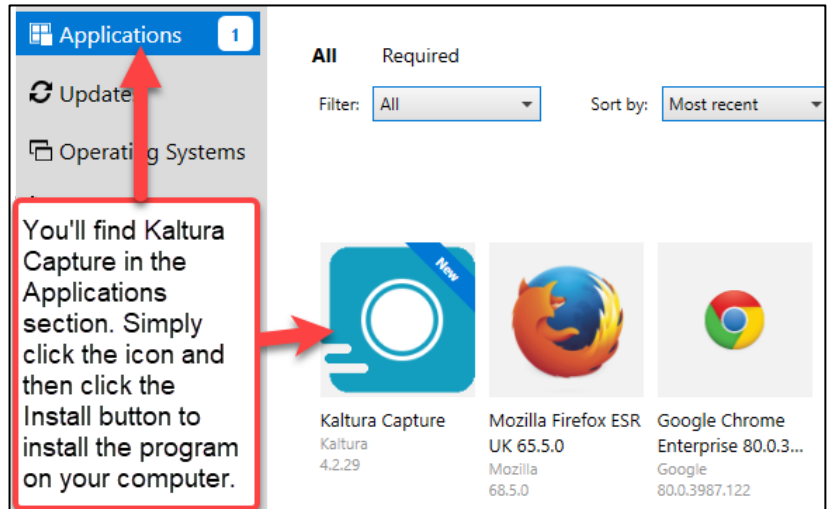 Applications 1
All Required
Update
Filter: All Sort by: Most recent
Operating Systems
You'll find Kaltura
Capture in the
Applications
section. Simply
click the icon and
then click the
Install button to
install the program
on your computer.
New
Kaltura Capture
Kaltura
4.2.29
Mozilla Firefox ESR
UK 65.5.0
Mozilla
68.5.0
Google Chrome
Enterprise 80.0.3...
Google
80.0.3987.122